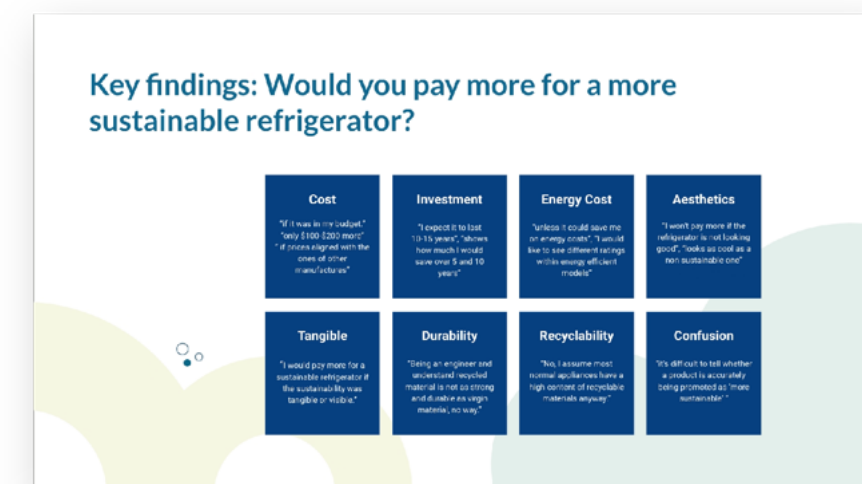 Key findings: Would you pay more for a more
sustainable refrigerator?
Cost
"if it was in my budget."
"only $100-$200 more"
" if prices aligned with the
ones of other
manufactures"
Investment
"I expect it to last
10-15 years", "shows
how much I would
save over 5 and 10
years"
Energy Cost
"unless it could save me
on energy costs", "I would
like to see different ratings
within energy efficient
models"
Aesthetics
"I won't pay more if the
refrigerator is not looking
good", "looks as cool as a
non sustainable one"
Tangible
"I would pay more for a
sustainable refrigerator if
the sustainability was
tangible or visible."
Durability
"Being an engineer and
understand recycled
material is not as strong
and durable as virgin
material, no way."
Recyclability
"No, I assume most
normal appliances have a
high content of recyclable
materials anyway."
Confusion
"it's difficult to tell whether
a product is accurately
being promoted as 'more
sustainable' "